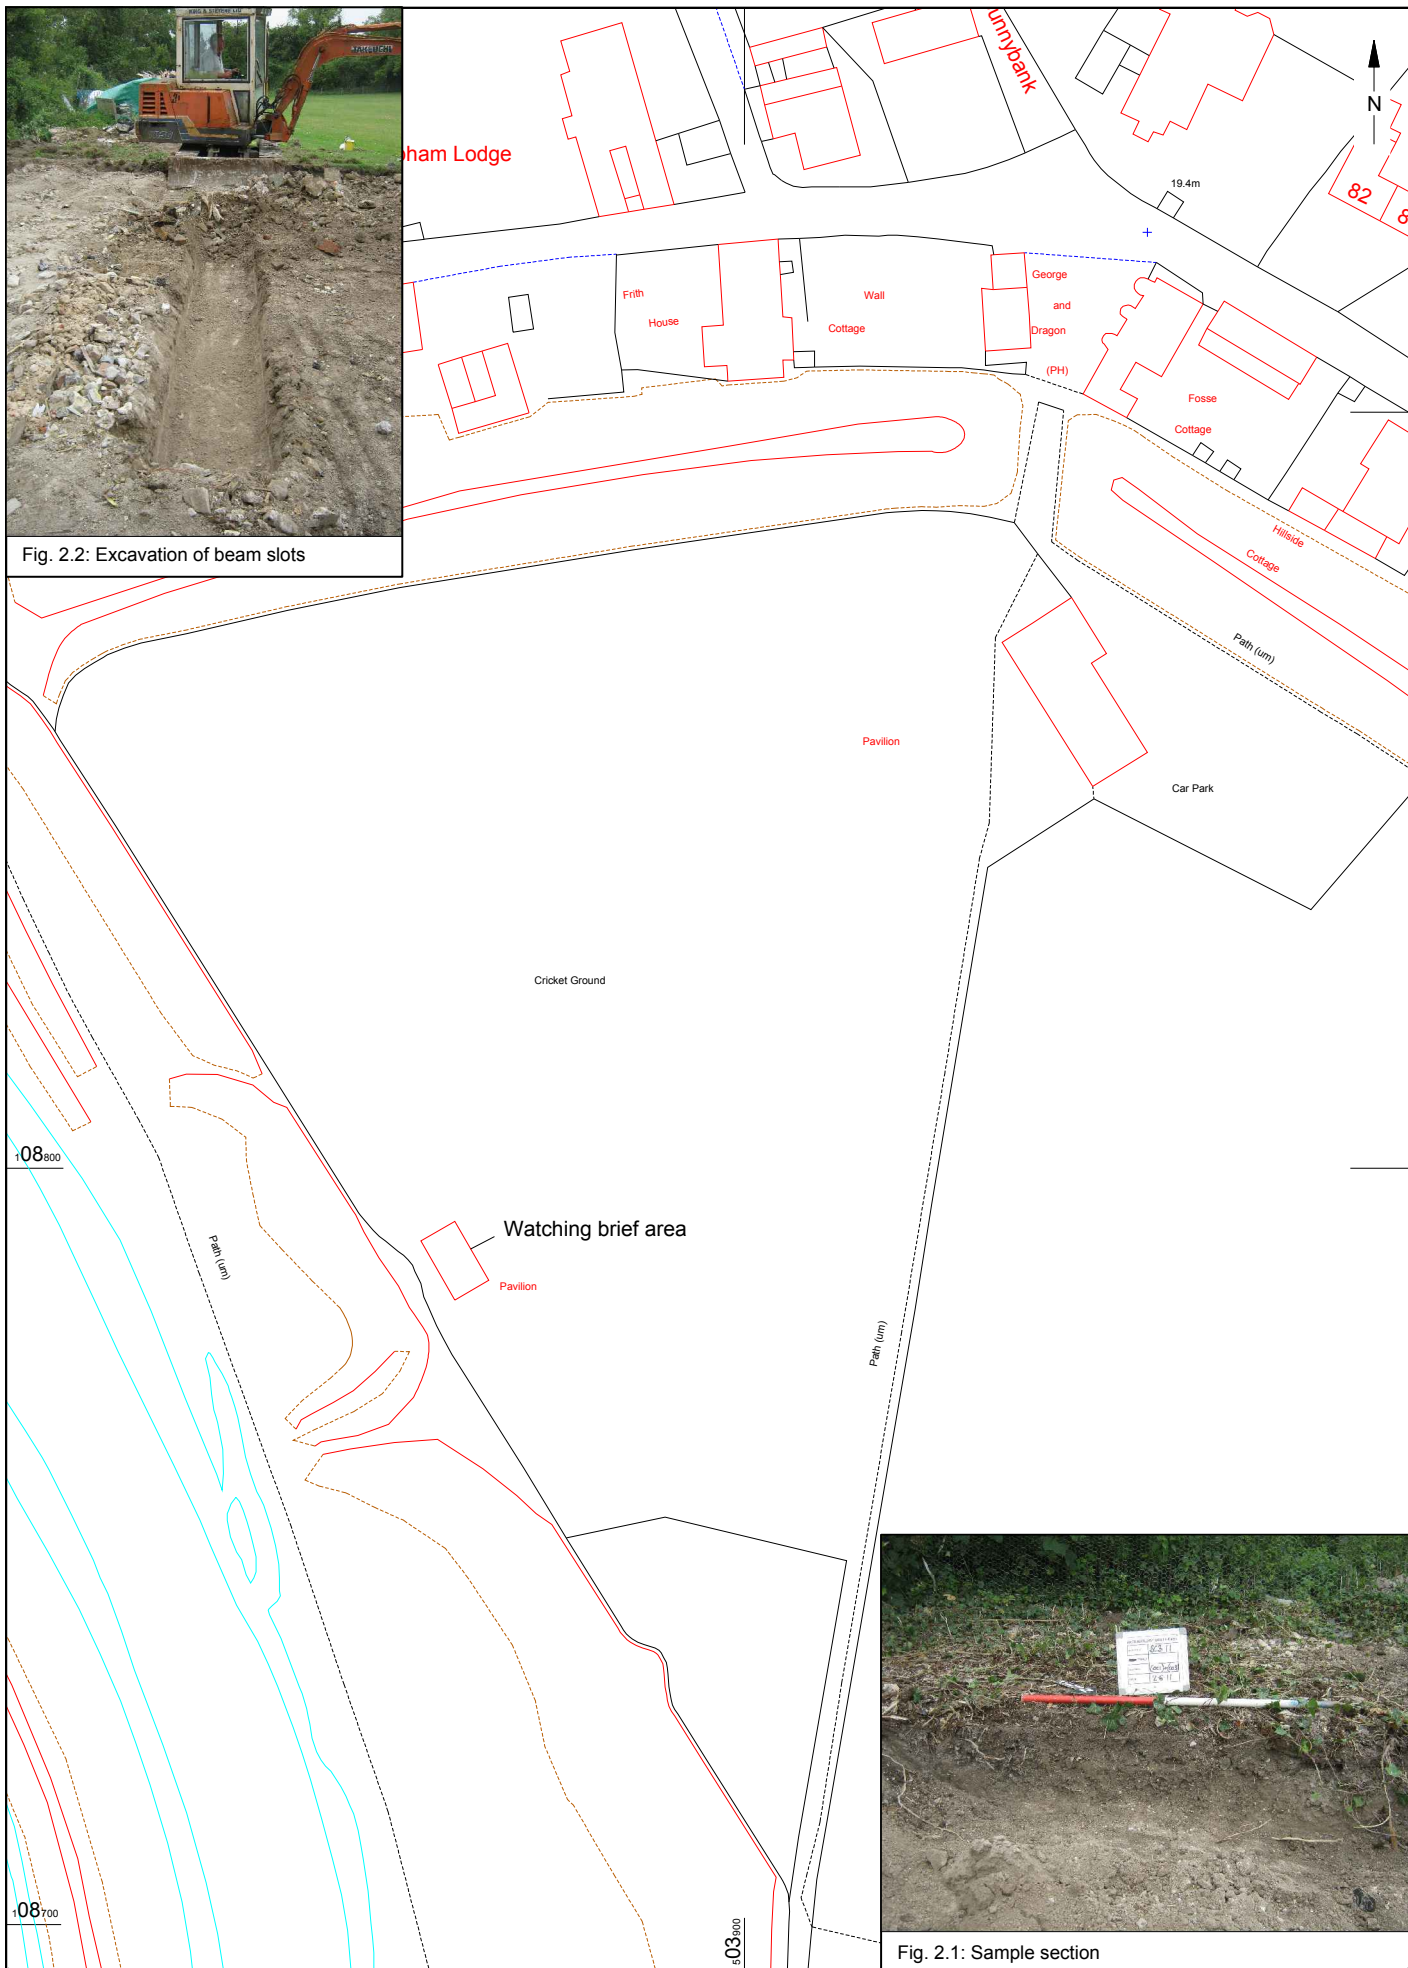 TAKEUCHI
Fig. 2.2: Excavation of beam slots
ham Lodge
unnybank
N
19.4m
82
8
Frith
House
Wall
Cottage
George
and
Dragon
(PH)
Fosse
Cottage
Hillside
Cottage
Path (um)
Pavilion
Car Park
Cricket Ground
108800
Watching brief area
Pavilion
Path (um)
Path (um)
108700
503900
Fig. 2.1: Sample section